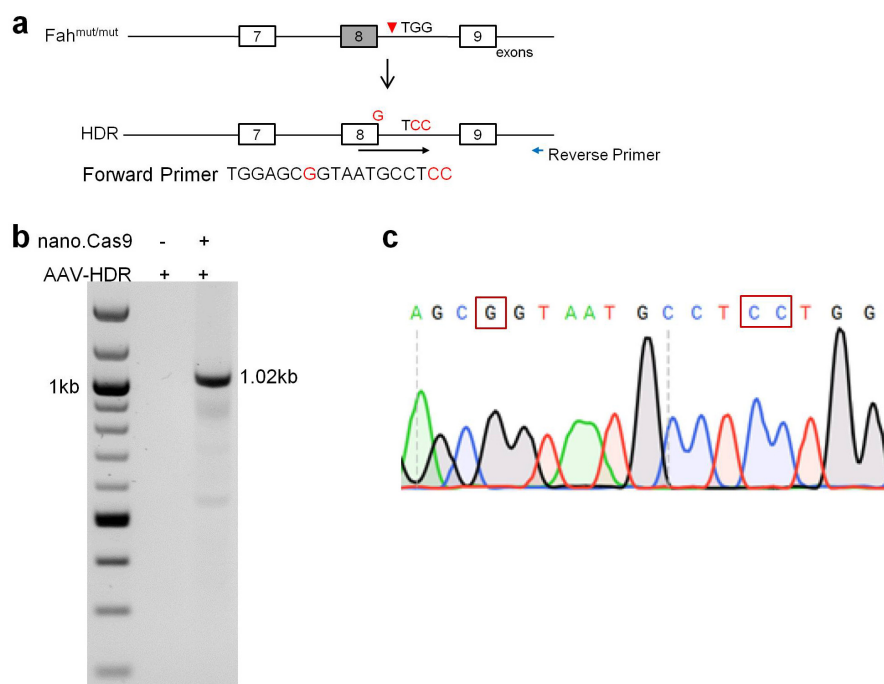 a
Fah^mut/mut
7
8
TGG
9
exons
G
HDR
7
8
TCC
9
Reverse Primer
Forward Primer TGGAGCGGTAATGCCTCC
b
nano.Cas9 - +
AAV-HDR + +
1kb
1.02kb
c
A G C G G T A A T G C C T C C T G G